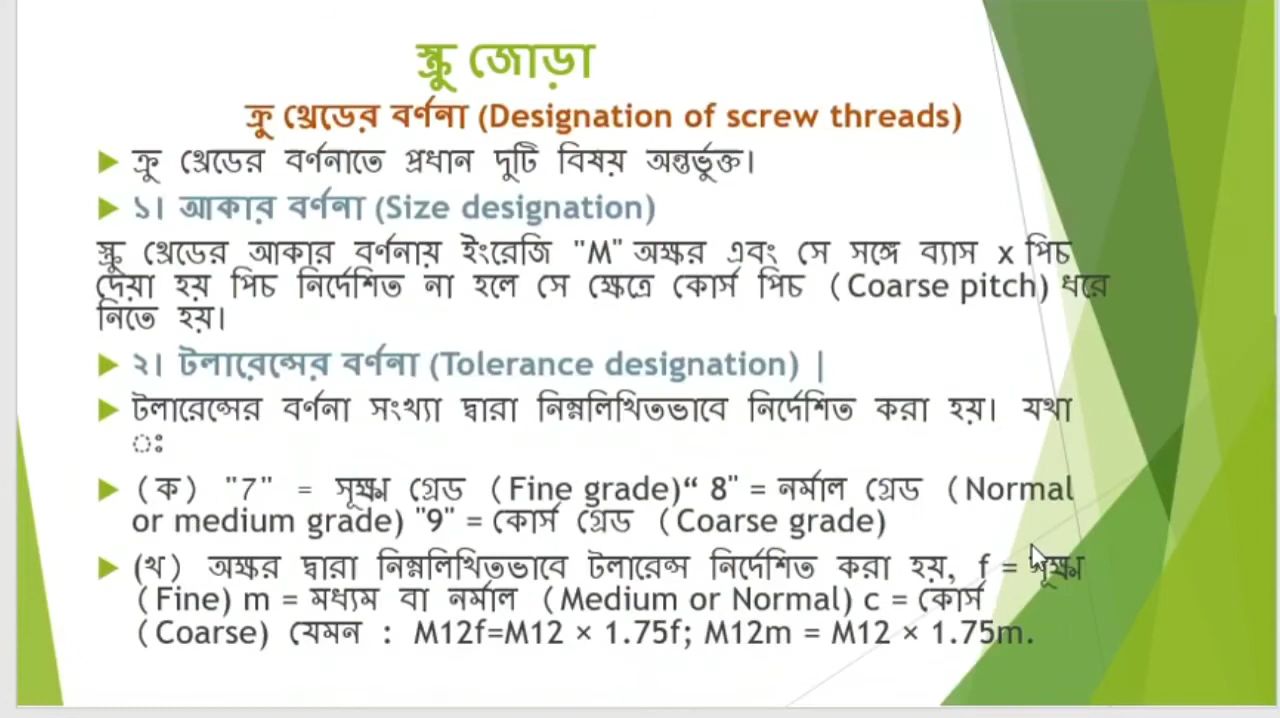 স্ক্রু জোড়া
ক্রু থ্রেডের বর্ণনা (Designation of screw threads)
ক্রু থ্রেডের বর্ণনাতে প্রধান দুটি বিষয় অন্তর্ভুক্ত।
১। আকার বর্ণনা (Size designation)
স্ক্রু থ্রেডের আকার বর্ণনায় ইংরেজি "M" অক্ষর এবং সে সঙ্গে ব্যাস x পিচ
দেয়া হয় পিচ নির্দেশিত না হলে সে ক্ষেত্রে কোর্স পিচ (Coarse pitch) ধরে
নিতে হয়।
২। টলারেন্সের বর্ণনা (Tolerance designation) |
টলারেন্সের বর্ণনা সংখ্যা দ্বারা নিম্নলিখিতভাবে নির্দেশিত করা হয়। যথা
ঃ
(ক) "7" = সূক্ষ্ম গ্রেড (Fine grade)“ 8" = নর্মাল গ্রেড (Normal
or medium grade) "9" = কোর্স গ্রেড (Coarse grade)
(খ) অক্ষর দ্বারা নিম্নলিখিতভাবে টলারেন্স নির্দেশিত করা হয়, f = সূক্ষ্ম
(Fine) m = মধ্যম বা নর্মাল (Medium or Normal) c = কোর্স
(Coarse) যেমন : M12f=M12 × 1.75f; M12m = M12 × 1.75m.